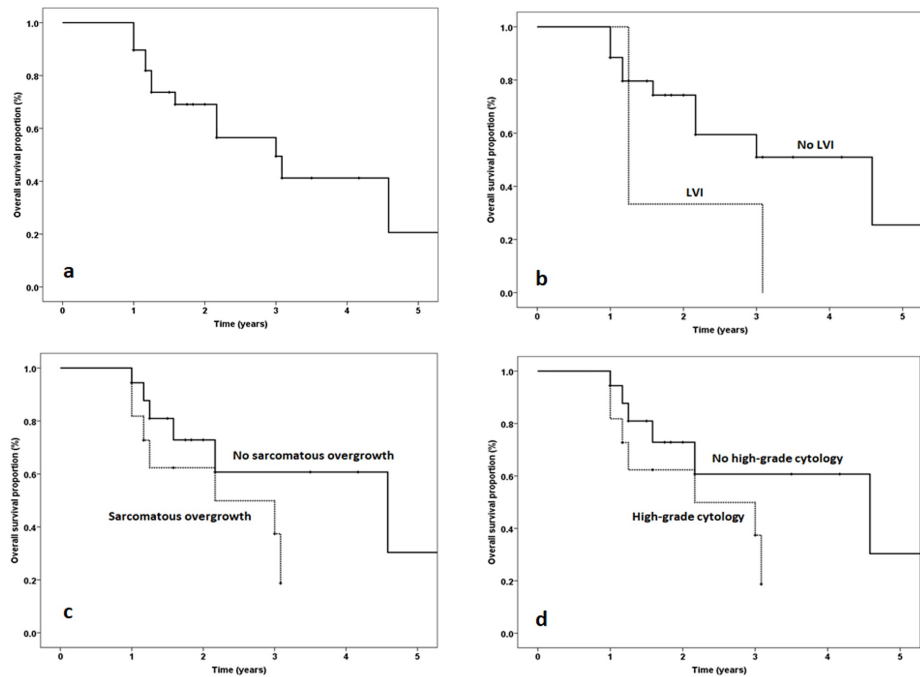 Overall survival proportion (%)
1.0
0.8
0.6
0.4
0.2
0.0
a
0 1 2 3 4 5
Time (years)
Overall survival proportion (%)
1.0
0.8
0.6
0.4
0.2
0.0
No LVI
LVI
b
0 1 2 3 4 5
Time (years)
Overall survival proportion (%)
1.0
0.8
0.6
0.4
0.2
0.0
No sarcomatous overgrowth
Sarcomatous overgrowth
c
0 1 2 3 4 5
Time (years)
Overall survival proportion (%)
1.0
0.8
0.6
0.4
0.2
0.0
No high-grade cytology
High-grade cytology
d
0 1 2 3 4 5
Time (years)